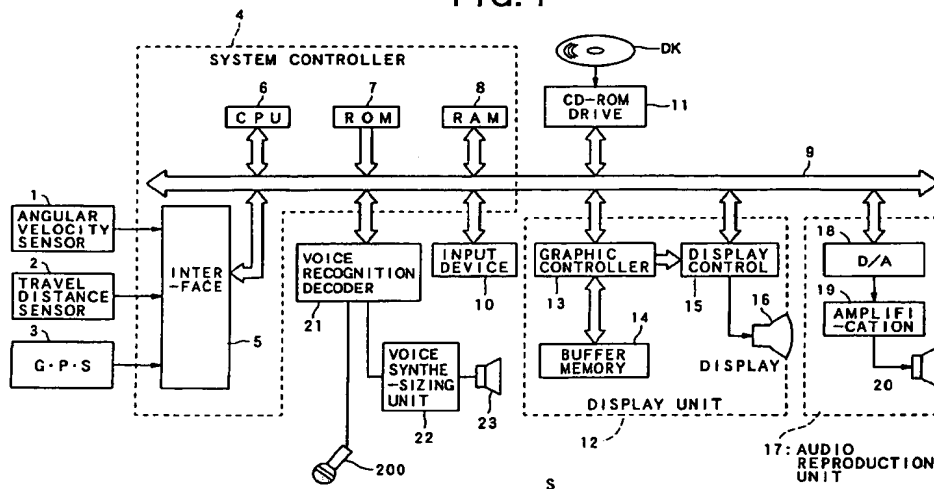 FIG. 1
4
SYSTEM CONTROLLER
DK
6
CPU
7
ROM
8
RAM
CD-ROM
DRIVE
11
9
1
ANGULAR
VELOCITY
SENSOR
2
TRAVEL
DISTANCE
SENSOR
3
G·P·S
INTER
-FACE
5
VOICE
RECOGNITION
DECODER
21
INPUT
DEVICE
10
GRAPHIC
CONTROLLER
13
DISPLAY
CONTROL
15
16
DISPLAY
14
BUFFER
MEMORY
18
D/A
19
AMPLIFI
-CATION
20
VOICE
SYNTHE
-SIZING
UNIT
22
23
200
DISPLAY UNIT
12
17: AUDIO
REPRODUCTION
UNIT
S